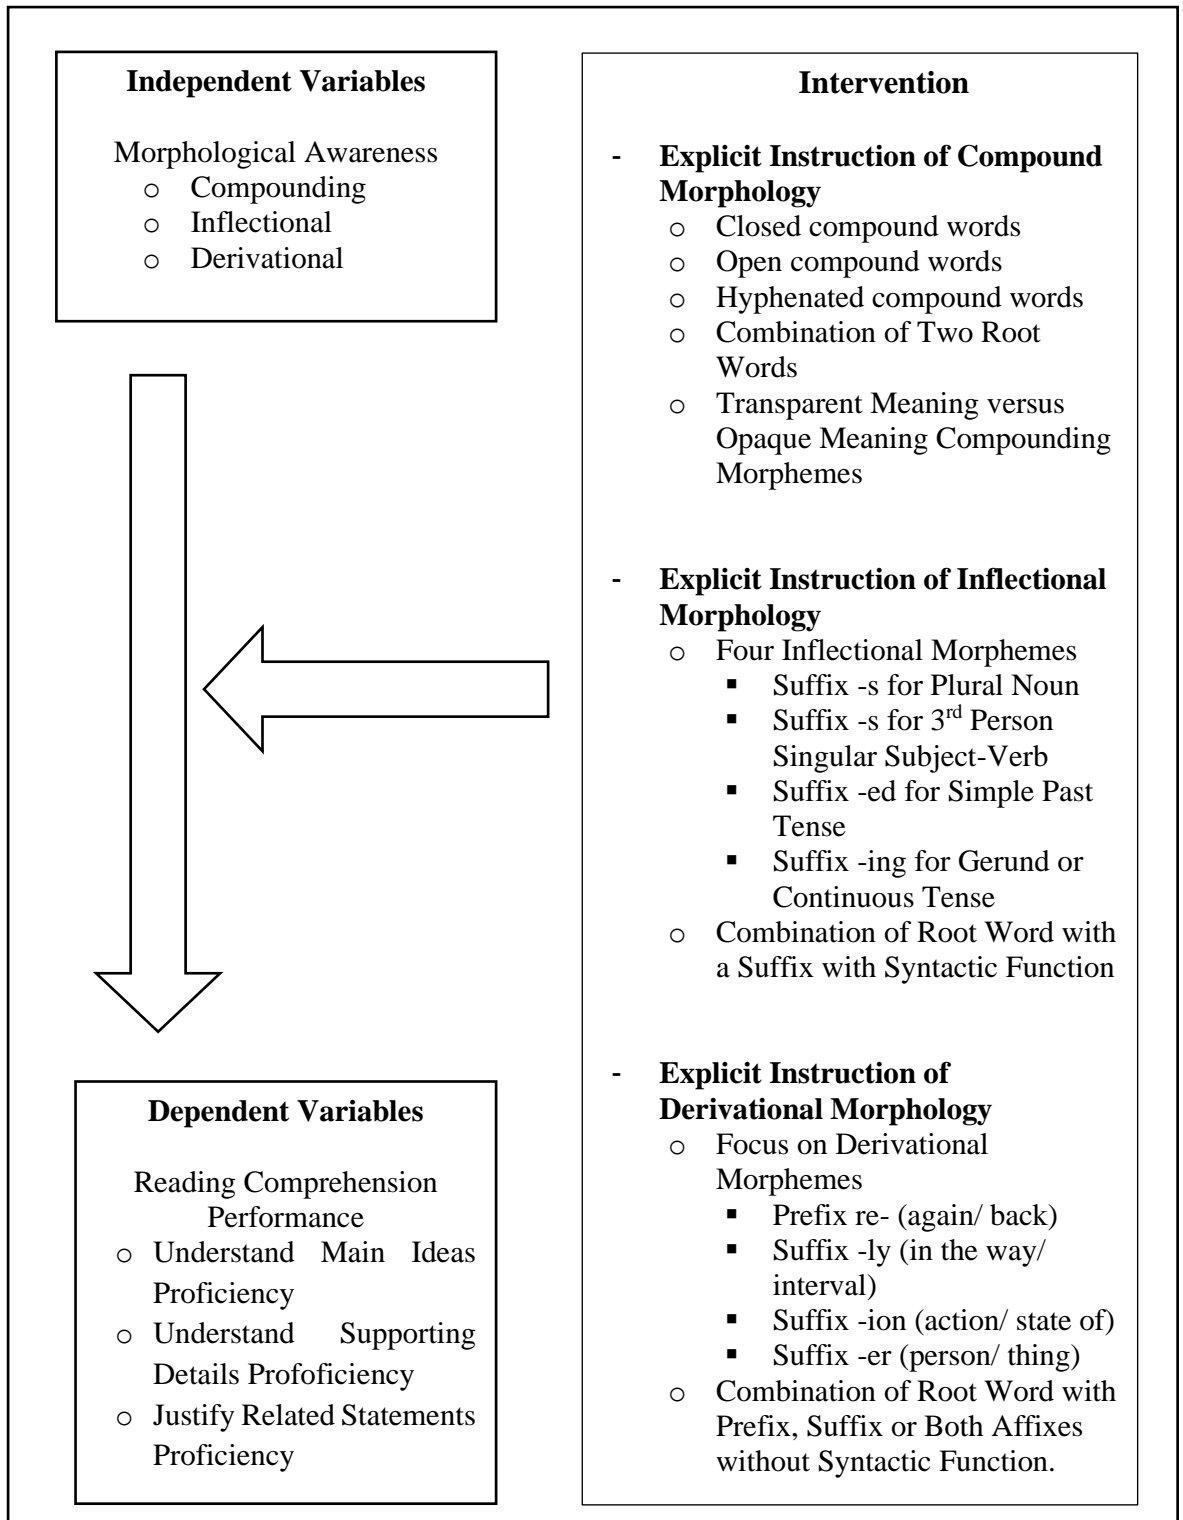 Independent Variables
Morphological Awareness
o Compounding
o Inflectional
o Derivational
Dependent Variables
Reading Comprehension
Performance
o Understand Main Ideas
Proficiency
o Understand Supporting
Details Profoficiency
o Justify Related Statements
Proficiency
Intervention
- Explicit Instruction of Compound
Morphology
o Closed compound words
o Open compound words
o Hyphenated compound words
o Combination of Two Root
Words
o Transparent Meaning versus
Opaque Meaning Compounding
Morphemes
- Explicit Instruction of Inflectional
Morphology
o Four Inflectional Morphemes
▪ Suffix -s for Plural Noun
▪ Suffix -s for 3rd Person
Singular Subject-Verb
▪ Suffix -ed for Simple Past
Tense
▪ Suffix -ing for Gerund or
Continuous Tense
o Combination of Root Word with
a Suffix with Syntactic Function
- Explicit Instruction of
Derivational Morphology
o Focus on Derivational
Morphemes
▪ Prefix re- (again/ back)
▪ Suffix -ly (in the way/
interval)
▪ Suffix -ion (action/ state of)
▪ Suffix -er (person/ thing)
o Combination of Root Word with
Prefix, Suffix or Both Affixes
without Syntactic Function.